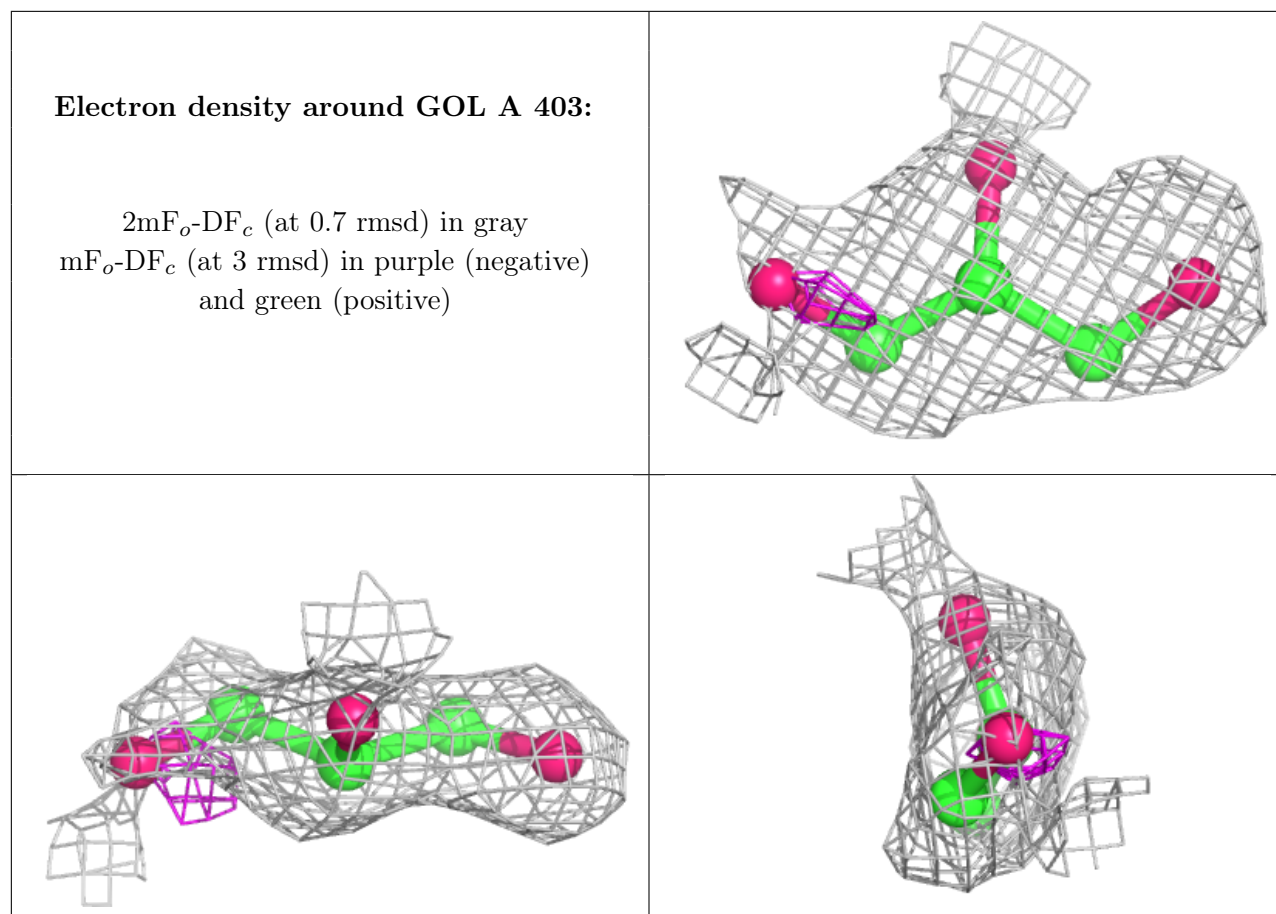 Electron density around GOL A 403:
2mFo-DFc (at 0.7 rmsd) in gray
mFo-DFc (at 3 rmsd) in purple (negative)
and green (positive)